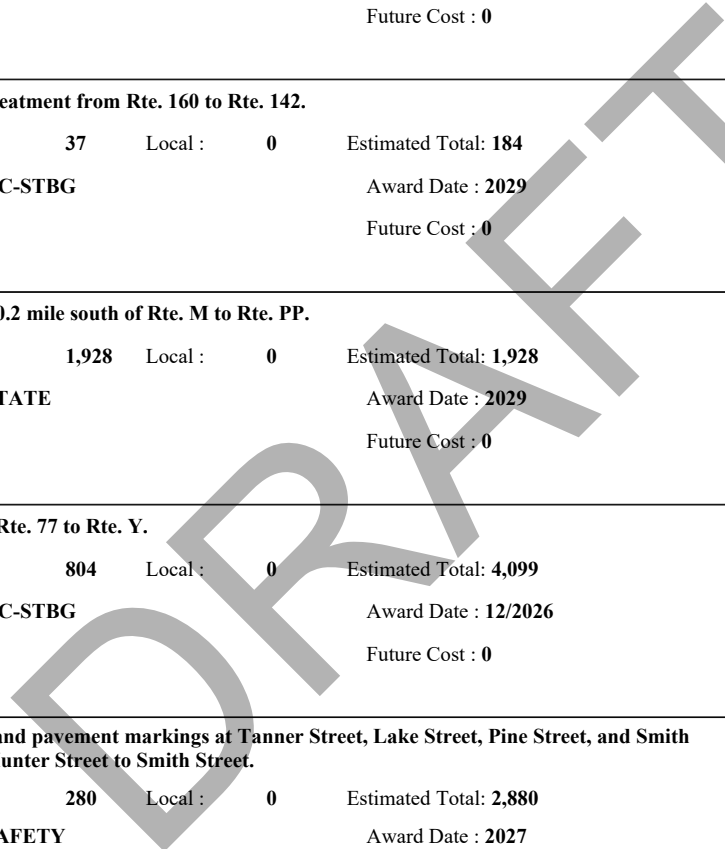 Future Cost : 0
eatment from Rte. 160 to Rte. 142.
37 Local : 0 Estimated Total: 184
C-STBG Award Date : 2029
Future Cost : 0
0.2 mile south of Rte. M to Rte. PP.
1,928 Local : 0 Estimated Total: 1,928
TATE Award Date : 2029
Future Cost : 0
Rte. 77 to Rte. Y.
804 Local : 0 Estimated Total: 4,099
C-STBG Award Date : 12/2026
Future Cost : 0
and pavement markings at Tanner Street, Lake Street, Pine Street, and Smith
unter Street to Smith Street.
280 Local : 0 Estimated Total: 2,880
AFETY Award Date : 2027
DRAFT